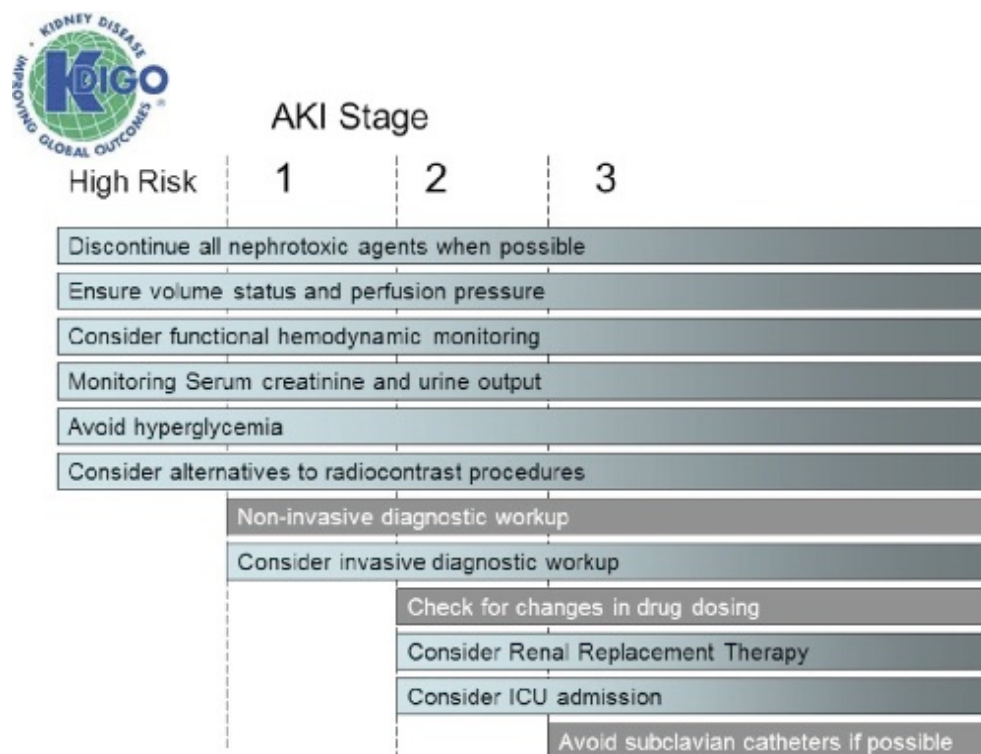 KIDNEY DISEASE
IMPROVING GLOBAL OUTCOMES
KDIGO
®
AKI Stage
High Risk 1 2 3
Discontinue all nephrotoxic agents when possible
Ensure volume status and perfusion pressure
Consider functional hemodynamic monitoring
Monitoring Serum creatinine and urine output
Avoid hyperglycemia
Consider alternatives to radiocontrast procedures
Non-invasive diagnostic workup
Consider invasive diagnostic workup
Check for changes in drug dosing
Consider Renal Replacement Therapy
Consider ICU admission
Avoid subclavian catheters if possible